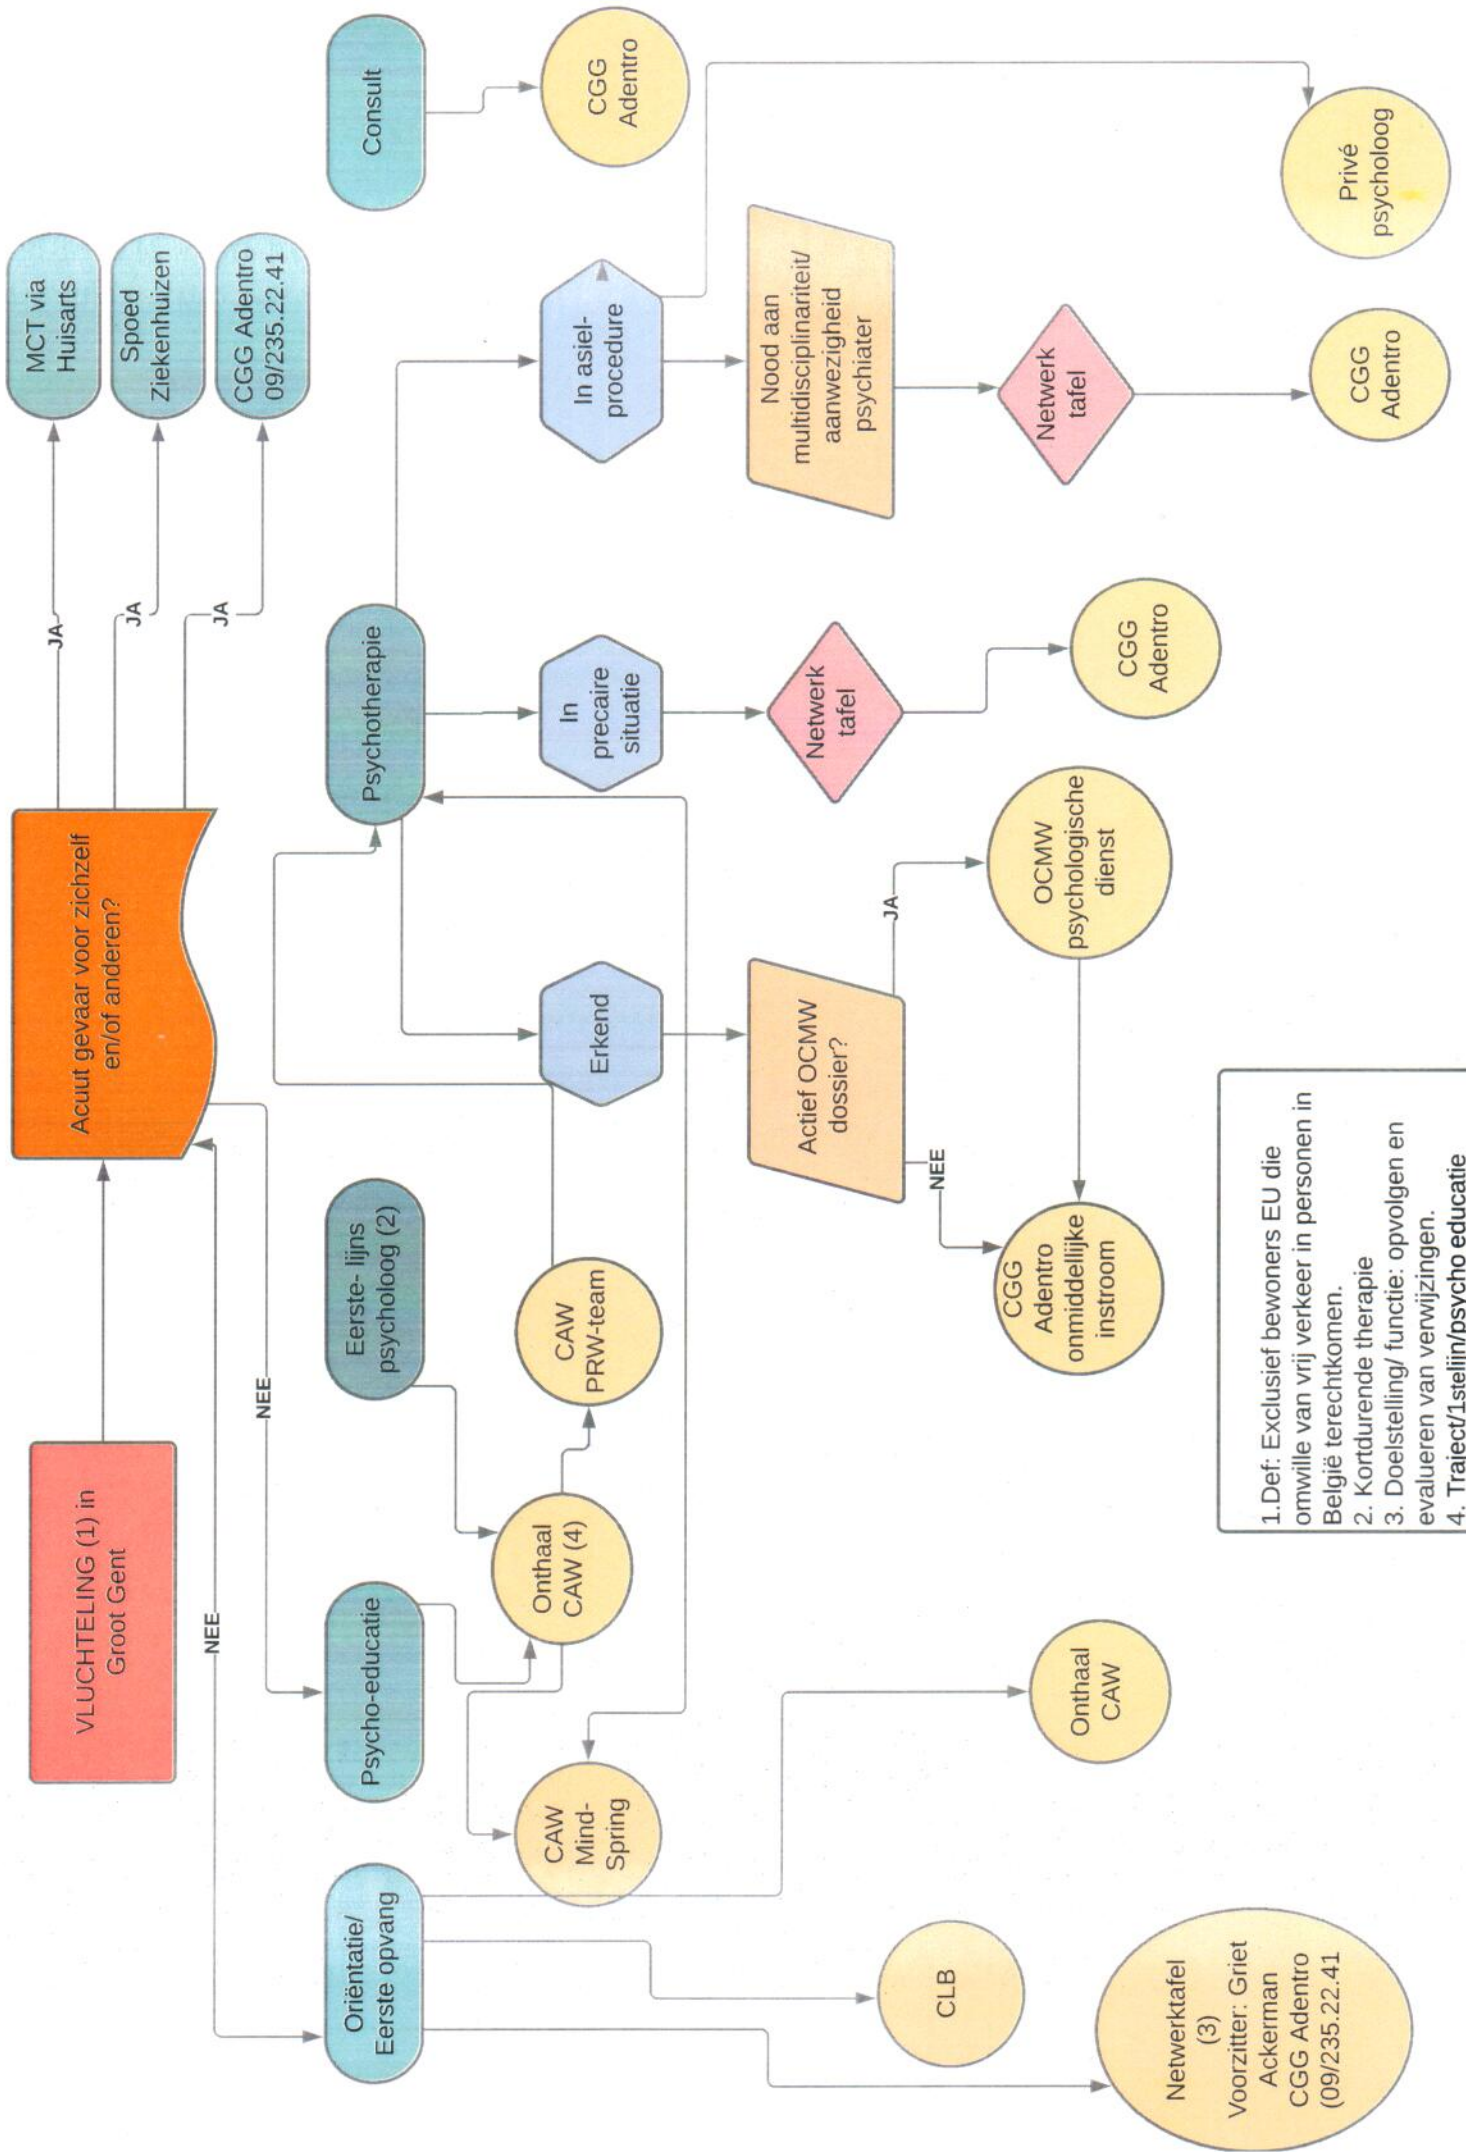 VLUCHTELING (1) in
Groot Gent
Acuut gevaar voor zichzelf
en/of anderen?
JA
JA
JA
MCT via
Huisarts
Spoed
Ziekenhuizen
CGG Adentro
09/235.22.41
NEE
NEE
Oriëntatie/
Eerste opvang
Psycho-educatie
Eerste- lijns
psycholoog (2)
Psychotherapie
Consult
CAW
Mind-
Spring
Onthaal
CAW (4)
CAW
PRW-team
Erkend
In
precaire
situatie
In asiel-
procedure
CGG
Adentro
Actief OCMW
dossier?
Netwerk
tafel
Nood aan
multidisciplinariteit/
aanwezigheid
psychiater
JA
NEE
CLB
CGG
Adentro
onmiddellijke
instroom
OCMW
psychologische
dienst
Netwerk
tafel
Onthaal
CAW
CGG
Adentro
Netwerktafel
(3)
Voorzitter: Griet
Ackerman
CGG Adentro
(09/235.22.41
CGG
Adentro
Privé
psycholoog
1.Def: Exclusief bewoners EU die
omwille van vrij verkeer in personen in
België terechtkomen.
2. Kortdurende therapie
3. Doelstelling/ functie: opvolgen en
evalueren van verwijzingen.
4. Traject/1stelijn/psycho educatie